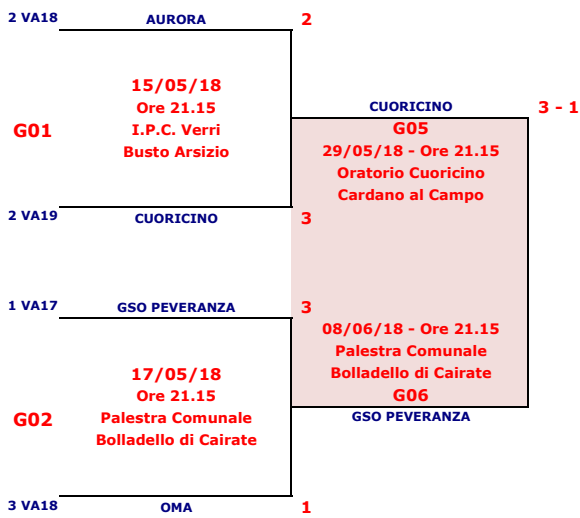 2 VA18 AURORA 2
15/05/18
Ore 21.15
G01 I.P.C. Verri
Busto Arsizio
2 VA19 CUORICINO 3
CUORICINO 3 - 1
G05
29/05/18 - Ore 21.15
Oratorio Cuoricino
Cardano al Campo
1 VA17 GSO PEVERANZA 3
17/05/18
Ore 21.15
G02 Palestra Comunale
Bolladello di Cairate
3 VA18 OMA 1
08/06/18 - Ore 21.15
Palestra Comunale
Bolladello di Cairate
G06
GSO PEVERANZA